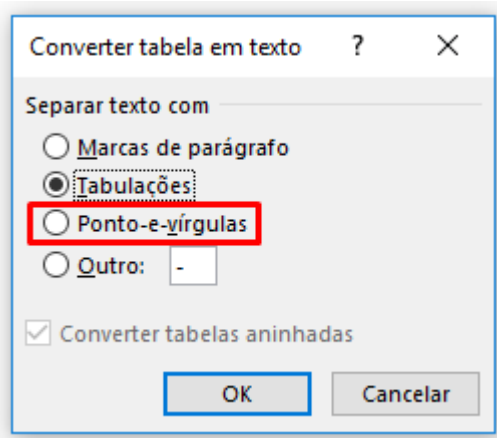 Converter tabela em texto ?
Separar texto com
Marcas de parágrafo
Tabulações
Ponto-e-vírgulas
Outro: -
Converter tabelas aninhadas
OK Cancelar